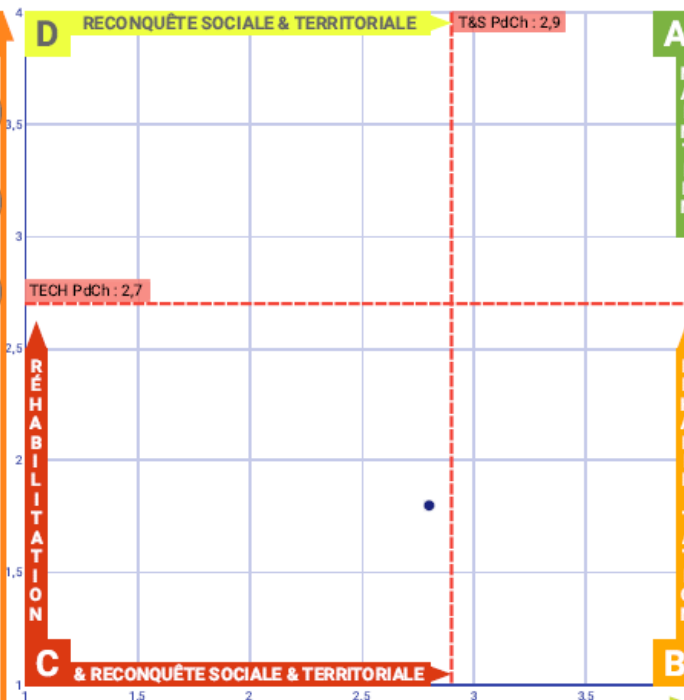 4
D
RECONQUÊTE SOCIALE & TERRITORIALE
T&S PdCh : 2,9
A
3,5
3
TECH PdCh : 2,7
2,5
RÉHABILITATION
2
1,5
C
& RECONQUÊTE SOCIALE & TERRITORIALE
B
1
1
1.5
2
2.5
3
3.5